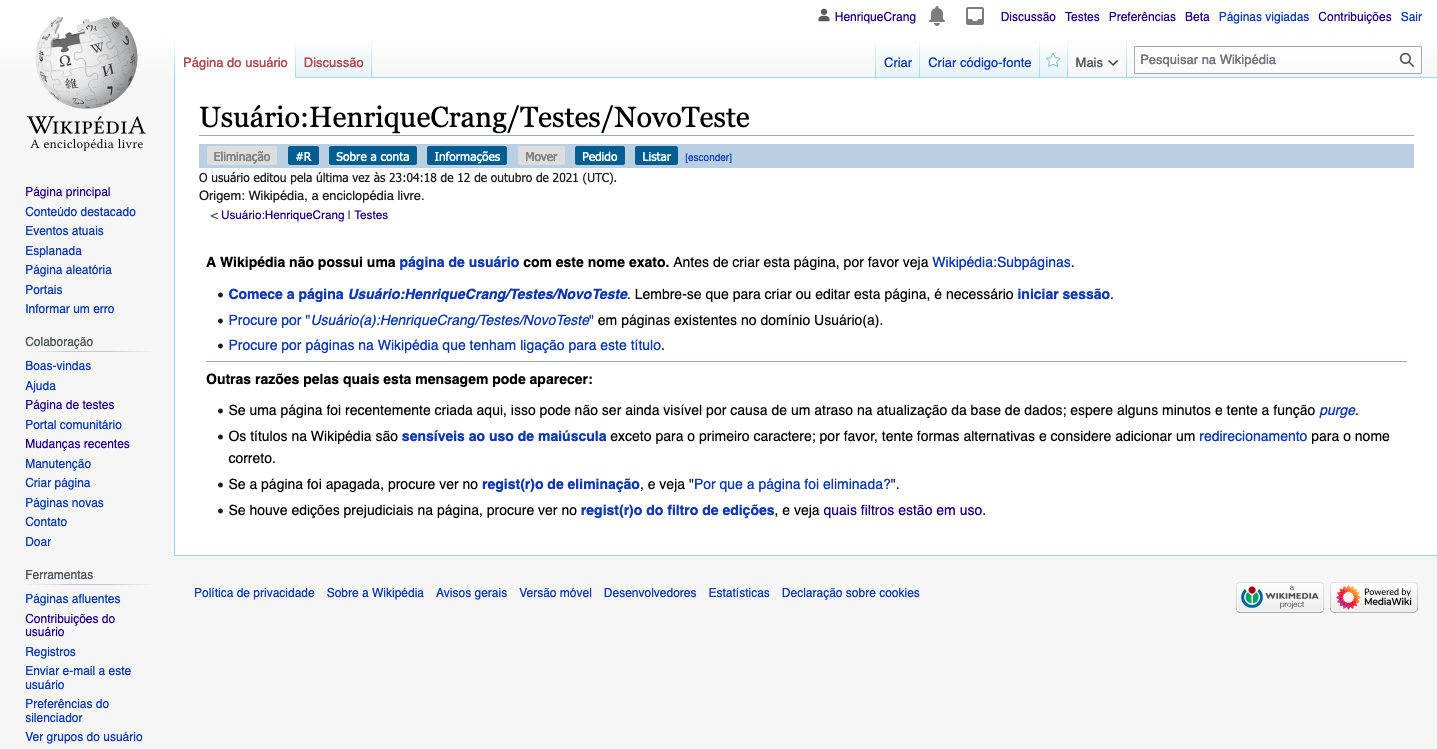 HenriqueCrang Discussão Testes Preferências Beta Páginas vigiadas Contribuições Sair
Página do usuário Discussão Criar Criar código-fonte Mais Pesquisar na Wikipédia
WIKIPÉDIA
A enciclopédia livre
Página principal
Conteúdo destacado
Eventos atuais
Esplanada
Página aleatória
Portais
Informar um erro
Colaboração
Boas-vindas
Ajuda
Página de testes
Portal comunitário
Mudanças recentes
Manutenção
Criar página
Páginas novas
Contato
Doar
Ferramentas
Páginas afluentes
Contribuições do
usuário
Registros
Enviar e-mail a este
usuário
Preferências do
silenciador
Ver grupos do usuário
Usuário:HenriqueCrang/Testes/NovoTeste
Eliminação #R Sobre a conta Informações Mover Pedido Listar [esconder]
O usuário editou pela última vez às 23:04:18 de 12 de outubro de 2021 (UTC).
Origem: Wikipédia, a enciclopédia livre.
< Usuário:HenriqueCrang | Testes
A Wikipédia não possui uma página de usuário com este nome exato. Antes de criar esta página, por favor veja Wikipédia:Subpáginas.
• Comece a página Usuário:HenriqueCrang/Testes/NovoTeste. Lembre-se que para criar ou editar esta página, é necessário iniciar sessão.
• Procure por "Usuário(a):HenriqueCrang/Testes/NovoTeste" em páginas existentes no domínio Usuário(a).
• Procure por páginas na Wikipédia que tenham ligação para este título.
Outras razões pelas quais esta mensagem pode aparecer:
• Se uma página foi recentemente criada aqui, isso pode não ser ainda visível por causa de um atraso na atualização da base de dados; espere alguns minutos e tente a função purge.
• Os títulos na Wikipédia são sensíveis ao uso de maiúscula exceto para o primeiro caractere; por favor, tente formas alternativas e considere adicionar um redirecionamento para o nome
correto.
• Se a página foi apagada, procure ver no regist(r)o de eliminação, e veja "Por que a página foi eliminada?".
• Se houve edições prejudiciais na página, procure ver no regist(r)o do filtro de edições, e veja quais filtros estão em uso.
Política de privacidade Sobre a Wikipédia Avisos gerais Versão móvel Desenvolvedores Estatísticas Declaração sobre cookies
a
WIKIMEDIA
project
Powered by
MediaWiki